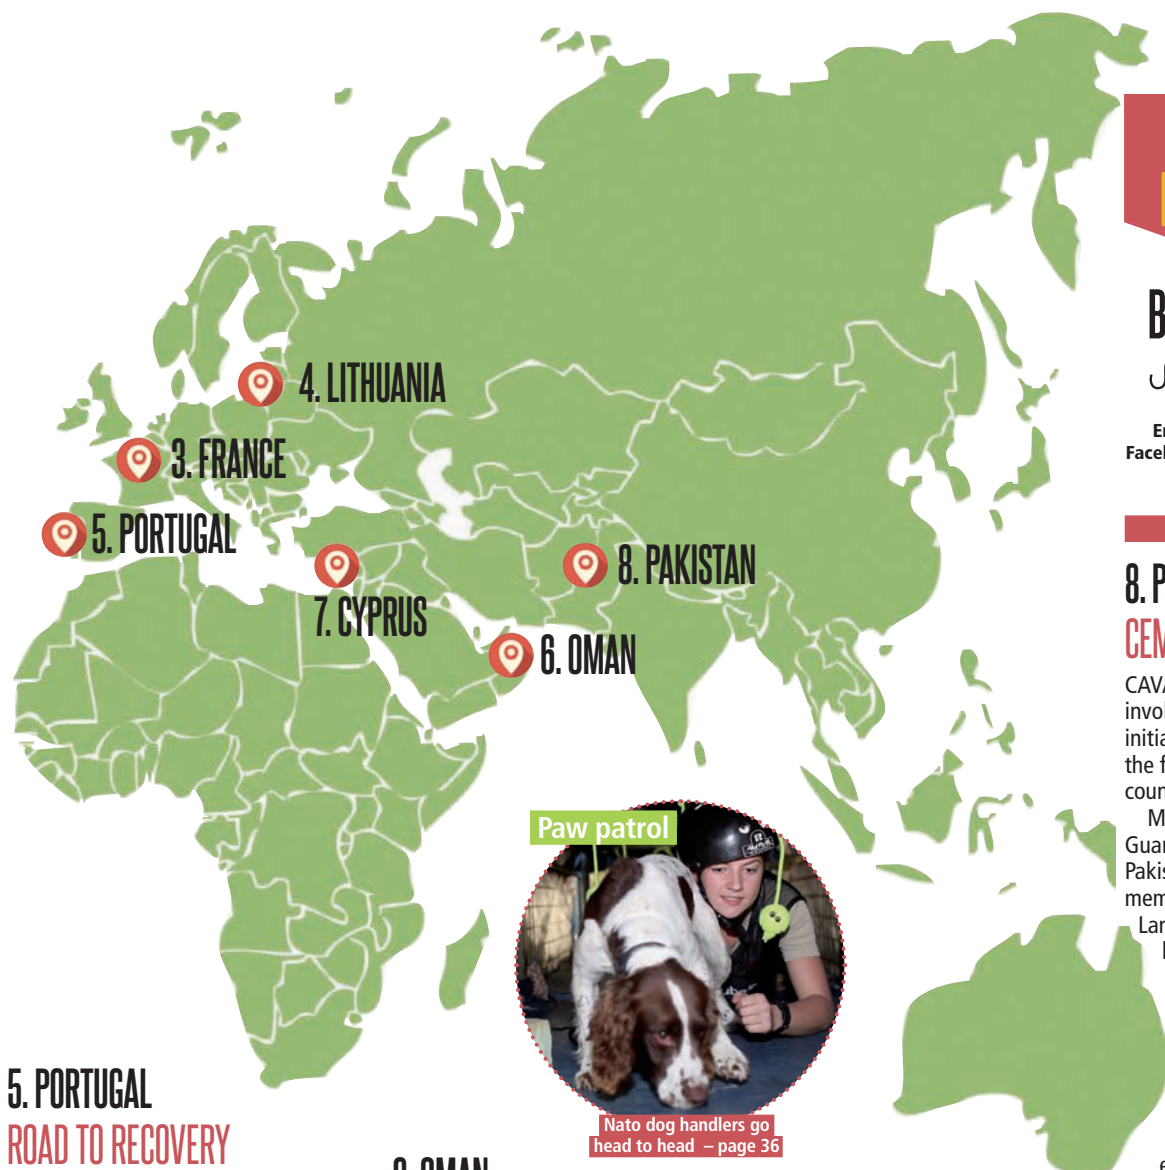 4. LITHUANIA
3. FRANCE
5. PORTUGAL
8. PAKISTAN
7. CYPRUS
6. OMAN
Paw patrol
Nato dog handlers go
head to head – page 36
5. PORTUGAL
ROAD TO RECOVERY
OMAN
B
Facel
8. P
CEM
CAVA
invol
initia
the f
coun
M
Guar
Pakis
mem
Lar